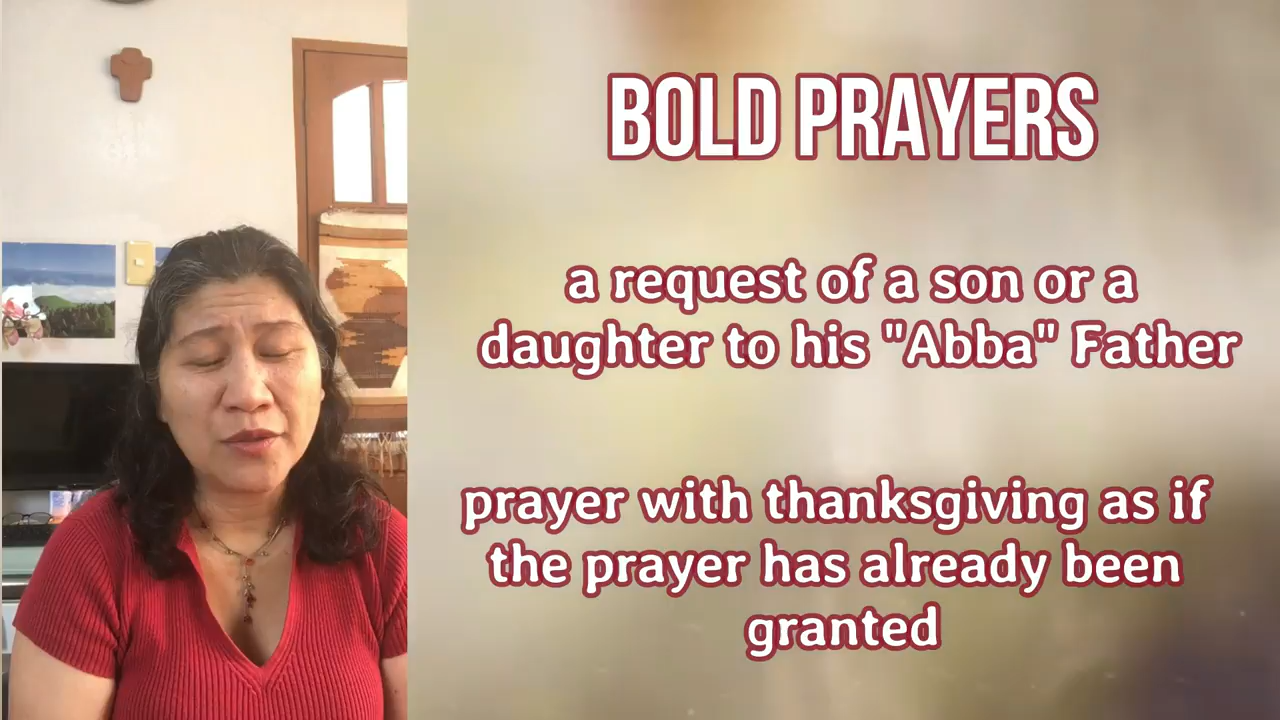 BOLD PRAYERS
a request of a son or a
daughter to his "Abba" Father
prayer with thanksgiving as if
the prayer has already been
granted